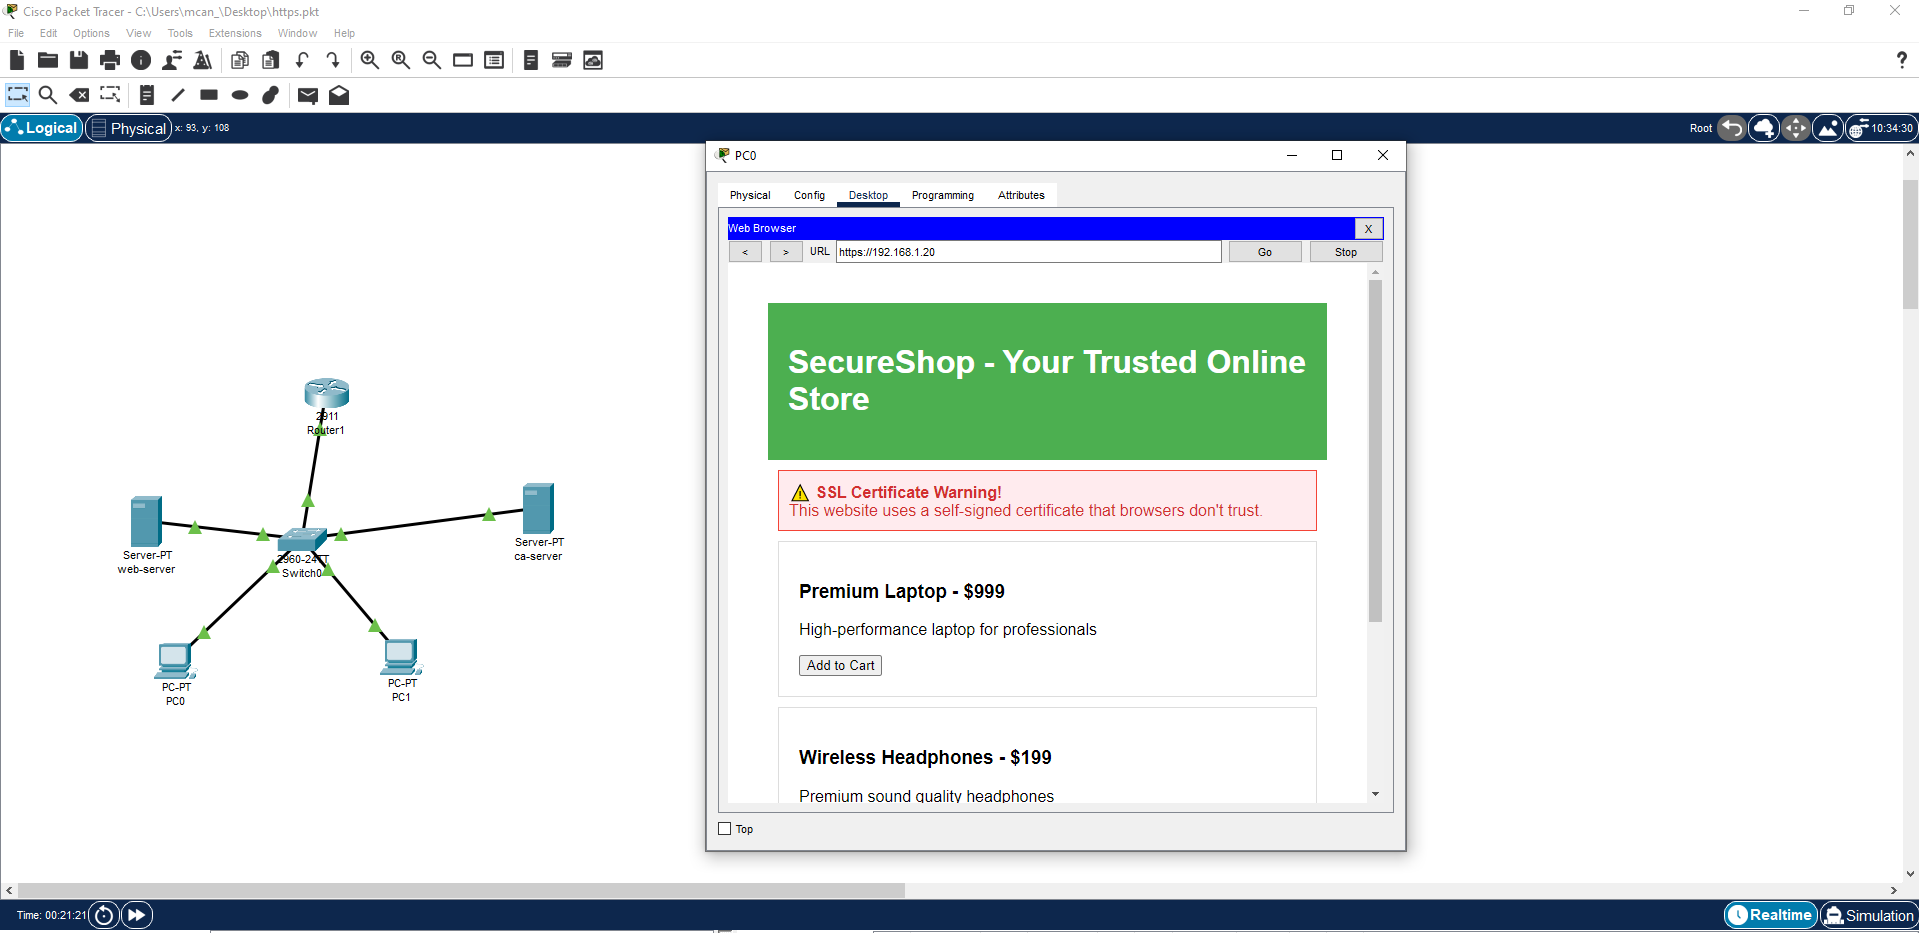 Cisco Packet Tracer - C:\Users\mcan_\Desktop\https.pkt
File Edit Options View Tools Extensions Window Help
?
Logical Physical x: 93, y: 108
Root 10:34:30
PC0
Physical Config Desktop Programming Attributes
Web Browser X
< > URL https://192.168.1.20 Go Stop
SecureShop - Your Trusted Online
Store
SSL Certificate Warning!
This website uses a self-signed certificate that browsers don't trust.
Premium Laptop - $999
High-performance laptop for professionals
Add to Cart
Wireless Headphones - $199
Premium sound quality headphones
Top
2911
Router1
Server-PT
web-server
2960-24TT
Switch0
Server-PT
ca-server
PC-PT
PC0
PC-PT
PC1
Time: 00:21:21
Realtime Simulation